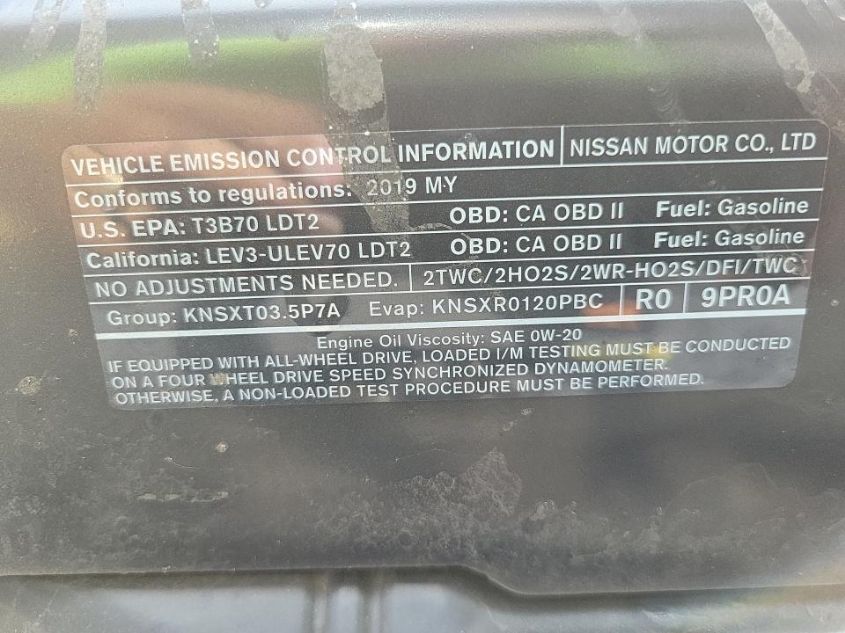 VEHICLE EMISSION CONTROL INFORMATION NISSAN MOTOR CO., LTD
Conforms to regulations: 2019 M·Y
U.S. EPA: T3B70 LDT2 OBD: CA OBD II Fuel: Gasoline
California: LEV3-ULEV70 LDT2 OBD: CA OBD II Fuel: Gasoline
NO ADJUSTMENTS NEEDED. 2TWC/2HO2S/2WR-HO2S/DFI/TWC
Group: KNSXT03.5P7A Evap: KNSXR0120PBC R0 9PR0A
Engine Oil Viscosity: SAE 0W-20
IF EQUIPPED WITH ALL-WHEEL DRIVE, LOADED I/M TESTING MUST BE CONDUCTED
ON A FOUR WHEEL DRIVE SPEED SYNCHRONIZED DYNAMOMETER.
OTHERWISE, A NON-LOADED TEST PROCEDURE MUST BE PERFORMED.